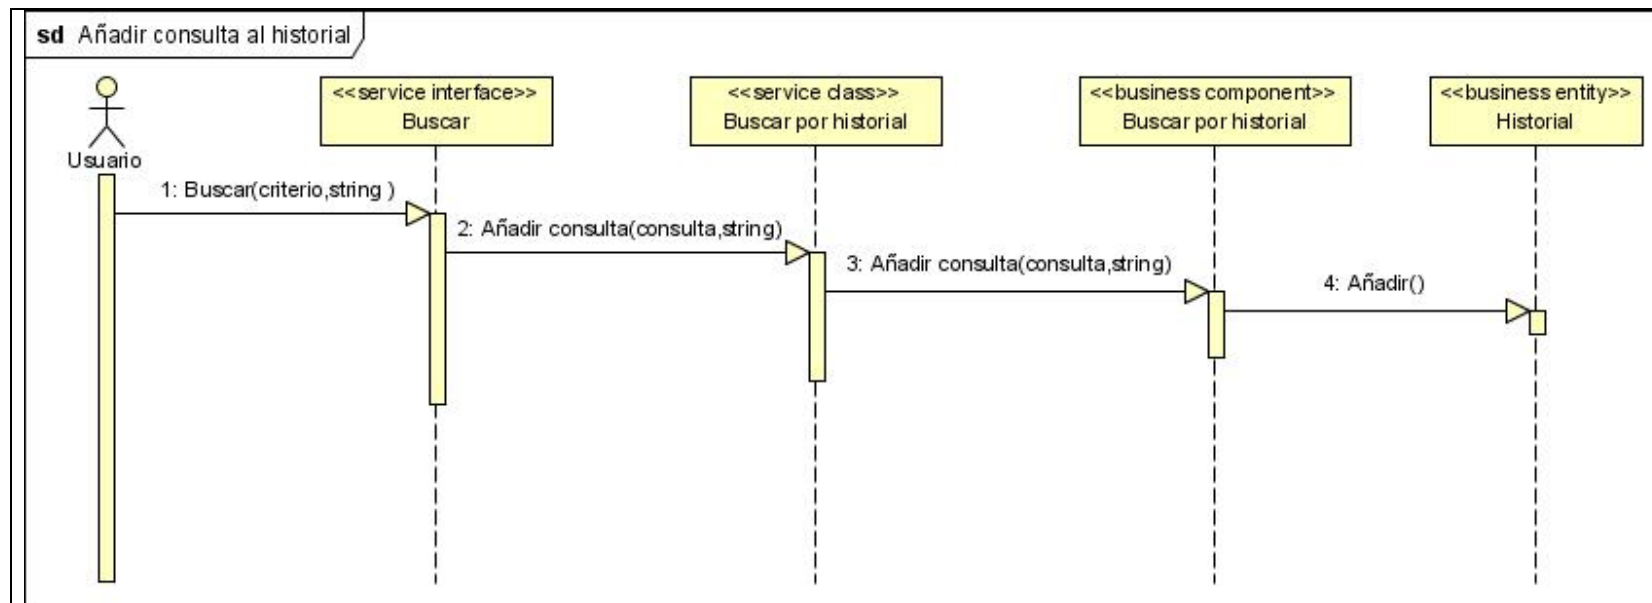 sd Añadir consulta al historial
<<service interface>>
Buscar
<<service class>>
Buscar por historial
<<business component>>
Buscar por historial
<<business entity>>
Historial
Usuario
1: Buscar(criterio,string )
2: Añadir consulta(consulta,string)
3: Añadir consulta(consulta,string)
4: Añadir()